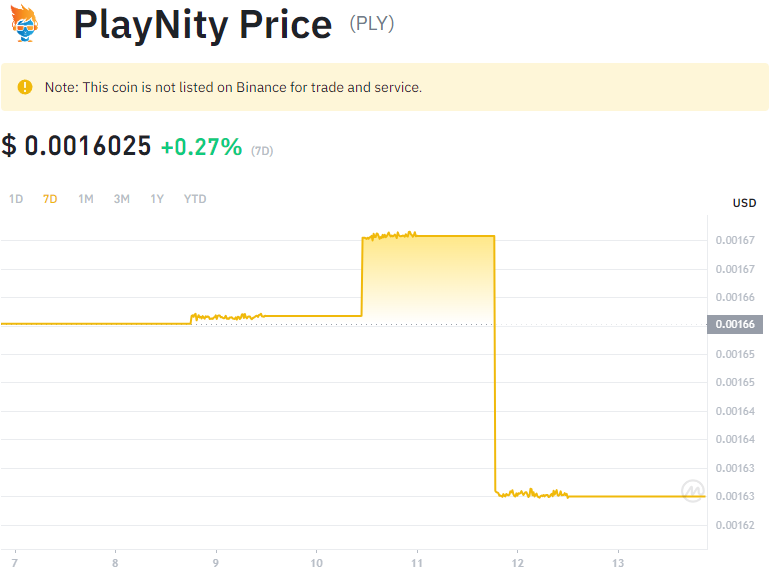 PlayNity Price (PLY)
Note: This coin is not listed on Binance for trade and service.
$ 0.0016025 +0.27% (7D)
1D 7D 1M 3M 1Y YTD
USD
0.00167
0.00167
0.00166
0.00166
0.00165
0.00165
0.00164
0.00164
0.00163
0.00163
0.00162
7 8 9 10 11 12 13